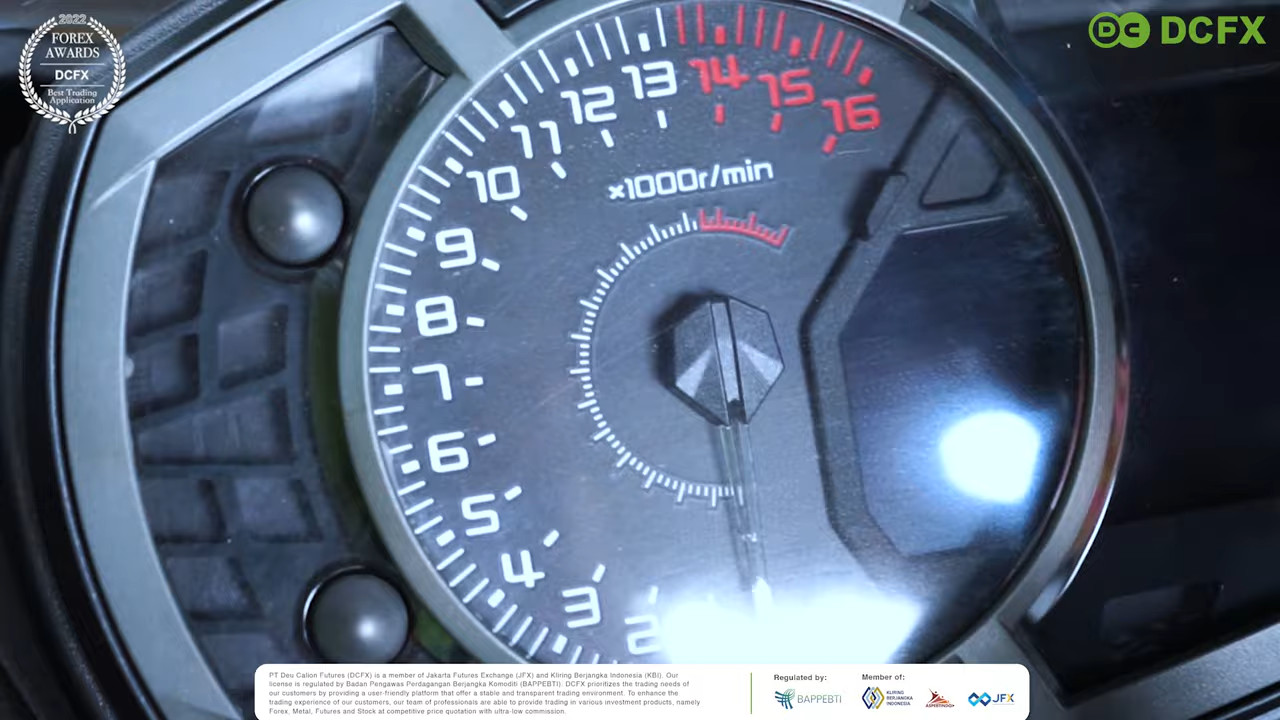 2022
FOREX
AWARDS
DCFX
Best Trading
Application
DC DCFX
13
14
15
16
12
11
10
×1000r/min
9
8
7
6
5
4
3
2
PT Dev Calion Futures (DCFX) is a member of Jakarta Futures Exchange (JFX) and Kliring Berjangka Indonesia (KBI). Our
license is regulated by Badan Pengawas Perdagangan Berjangka Komoditi (BAPPEBTI). DCFX prioritizes the trading needs of
our customers by providing a user-friendly platform that offer a stable and transparent trading environment. To enhance the
trading experience of our customers, our team of professionals are able to provide trading in various investment products, namely
Forex, Metal, Futures and Stock at competitive price quotation with ultra-low commission.
Regulated by:
BAPPEBTI
Member of:
KLIRING
BERJANGKA
INDONESIA
ASPEBTINDO
JFX